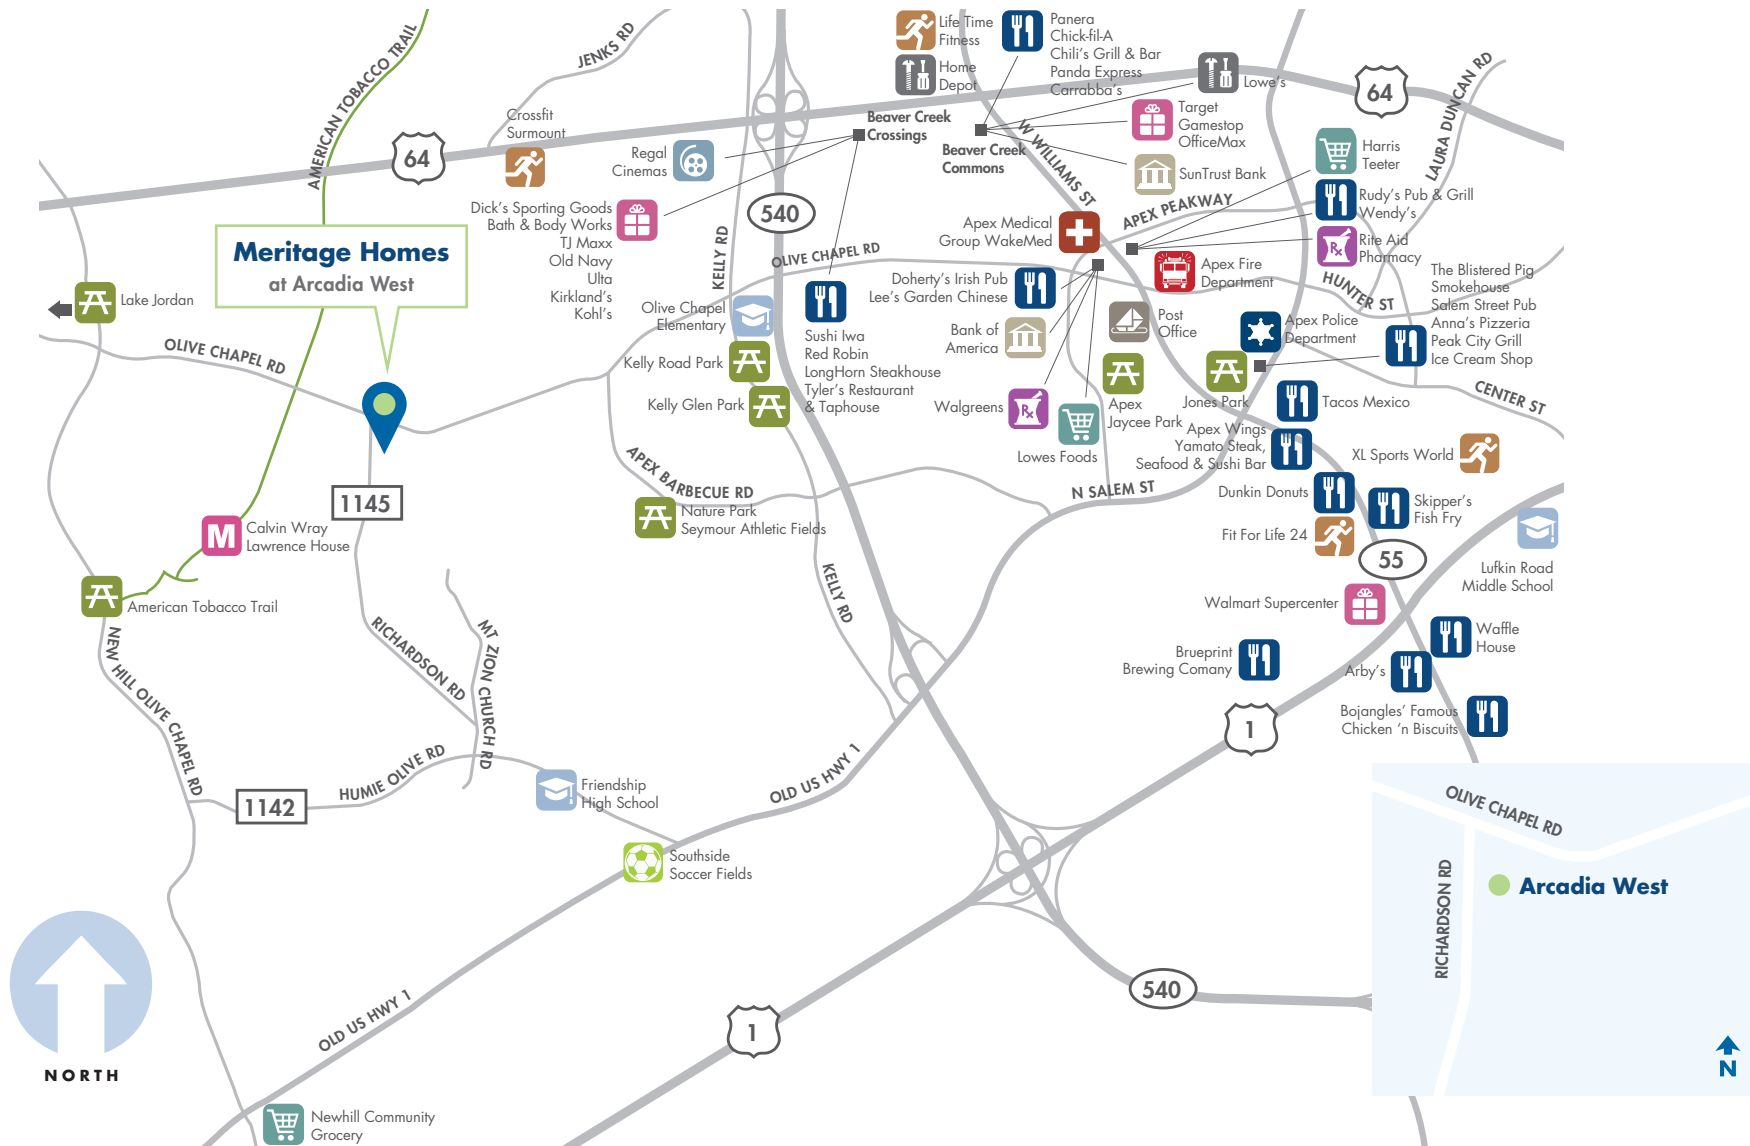 Life Time
Fitness
Home
Depot
Panera
Chick-fil-A
Chili's Grill & Bar
Panda Express
Carrabba's
Lowe's
64
LAURA DUNCAN RD
JENKS RD
AMERICAN TOBACCO TRAIL
Crossfit
Surmount
64
Regal
Cinemas
Beaver Creek
Crossings
Beaver Creek
Commons
W WILLIAMS ST
Target
Gamestop
OfficeMax
SunTrust Bank
Harris
Teeter
Rudy's Pub & Grill
Wendy's
Rite Aid
Pharmacy
APEX PEAKWAY
Dick's Sporting Goods
Bath & Body Works
TJ Maxx
Old Navy
Ulta
Kirkland's
Kohl's
540
KELLY RD
OLIVE CHAPEL RD
Apex Medical
Group WakeMed
Apex Fire
Department
HUNTER ST
The Blistered Pig
Smokehouse
Salem Street Pub
Anna's Pizzeria
Peak City Grill
Ice Cream Shop
Meritage Homes
at Arcadia West
Lake Jordan
OLIVE CHAPEL RD
Olive Chapel
Elementary
Kelly Road Park
Kelly Glen Park
Sushi Iwa
Red Robin
LongHorn Steakhouse
Tyler's Restaurant
& Taphouse
Doherty's Irish Pub
Lee's Garden Chinese
Bank of
America
Walgreens
Lowes Foods
Post
Office
Apex
Jaycee Park
Apex Police
Department
Jones Park
Tacos Mexico
CENTER ST
Apex Wings
Yamato Steak,
Seafood & Sushi Bar
XL Sports World
Dunkin Donuts
Skipper's
Fish Fry
Fit For Life 24
55
Lufkin Road
Middle School
N SALEM ST
APEX BARBECUE RD
Nature Park
Seymour Athletic Fields
1145
M
Calvin Wray
Lawrence House
American Tobacco Trail
NEW HILL OLIVE CHAPEL RD
RICHARDSON RD
MT ZION CHURCH RD
KELLY RD
Walmart Supercenter
Waffle
House
Arby's
Brueprint
Brewing Comany
Bojangles' Famous
Chicken 'n Biscuits
1
HUMIE OLIVE RD
1142
Friendship
High School
OLD US HWY 1
Southside
Soccer Fields
OLD US HWY 1
1
540
NORTH
Newhill Community
Grocery
OLIVE CHAPEL RD
RICHARDSON RD
Arcadia West
N
Rx
Rx